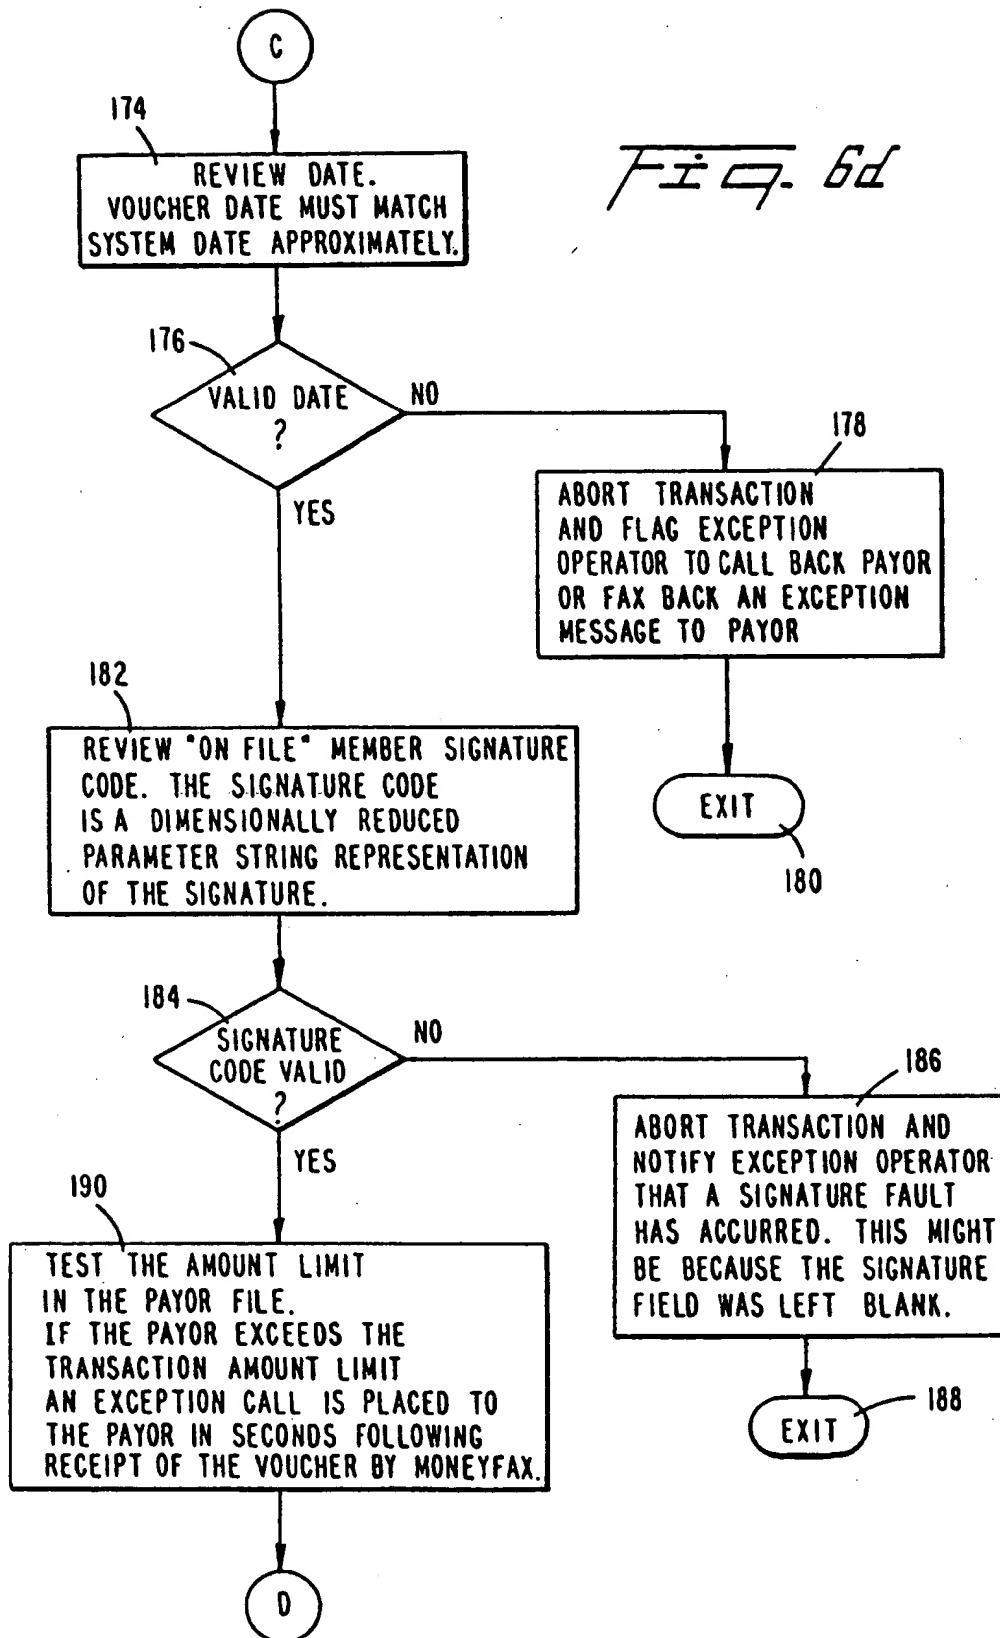 C
174
Fig. 6d
REVIEW DATE.
VOUCHER DATE MUST MATCH
SYSTEM DATE APPROXIMATELY.
176
VALID DATE
?
NO
YES
178
ABORT TRANSACTION
AND FLAG EXCEPTION
OPERATOR TO CALL BACK PAYOR
OR FAX BACK AN EXCEPTION
MESSAGE TO PAYOR
EXIT
180
182
REVIEW "ON FILE" MEMBER SIGNATURE
CODE. THE SIGNATURE CODE
IS A DIMENSIONALLY REDUCED
PARAMETER STRING REPRESENTATION
OF THE SIGNATURE.
184
SIGNATURE
CODE VALID
?
NO
YES
186
ABORT TRANSACTION AND
NOTIFY EXCEPTION OPERATOR
THAT A SIGNATURE FAULT
HAS ACCURRED. THIS MIGHT
BE BECAUSE THE SIGNATURE
FIELD WAS LEFT BLANK.
EXIT
188
190
TEST THE AMOUNT LIMIT
IN THE PAYOR FILE.
IF THE PAYOR EXCEEDS THE
TRANSACTION AMOUNT LIMIT
AN EXCEPTION CALL IS PLACED TO
THE PAYOR IN SECONDS FOLLOWING
RECEIPT OF THE VOUCHER BY MONEYFAX.
D